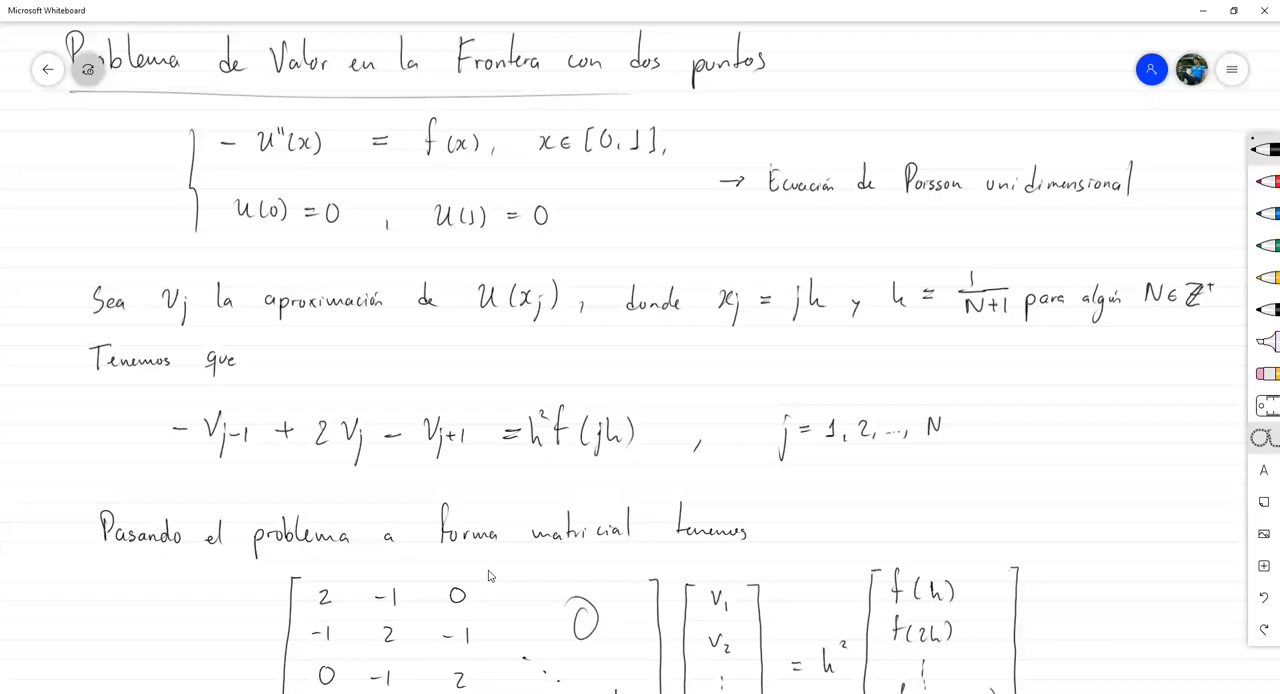 Microsoft Whiteboard
Problema de Valor en la Frontera con dos puntos
- u''(x) = f(x), x ∈ [0,1],
→ Ecuación de Poisson unidimensional
u(0) = 0 , u(1) = 0
Sea Vj la aproximación de u(xj), donde xj = jh y h = 1/(N+1) para algún N ∈ Z⁺
Tenemos que
- Vj-1 + 2Vj - Vj+1 = h²f(jh) , j = 1, 2, ..., N
Pasando el problema a forma matricial tenemos
2 -1 0 0 V1 f(h)
-1 2 -1 V2 = h² f(2h)
0 -1 2 ⋱ ⋮ ⋮
A